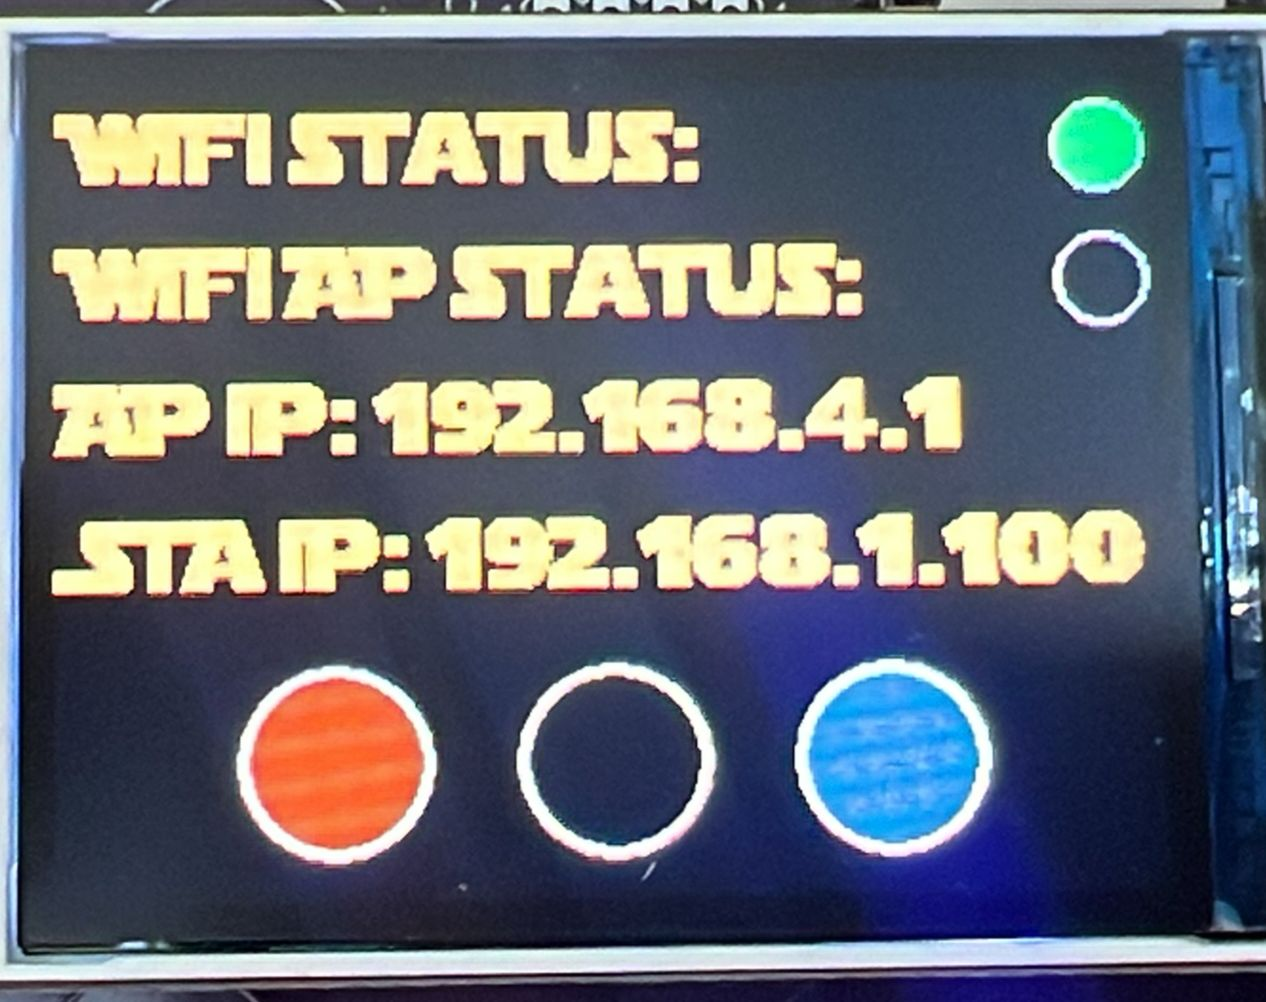 WIFI STATUS:
WIFI AP STATUS:
AP IP: 192.168.4.1
STA IP: 192.168.1.100